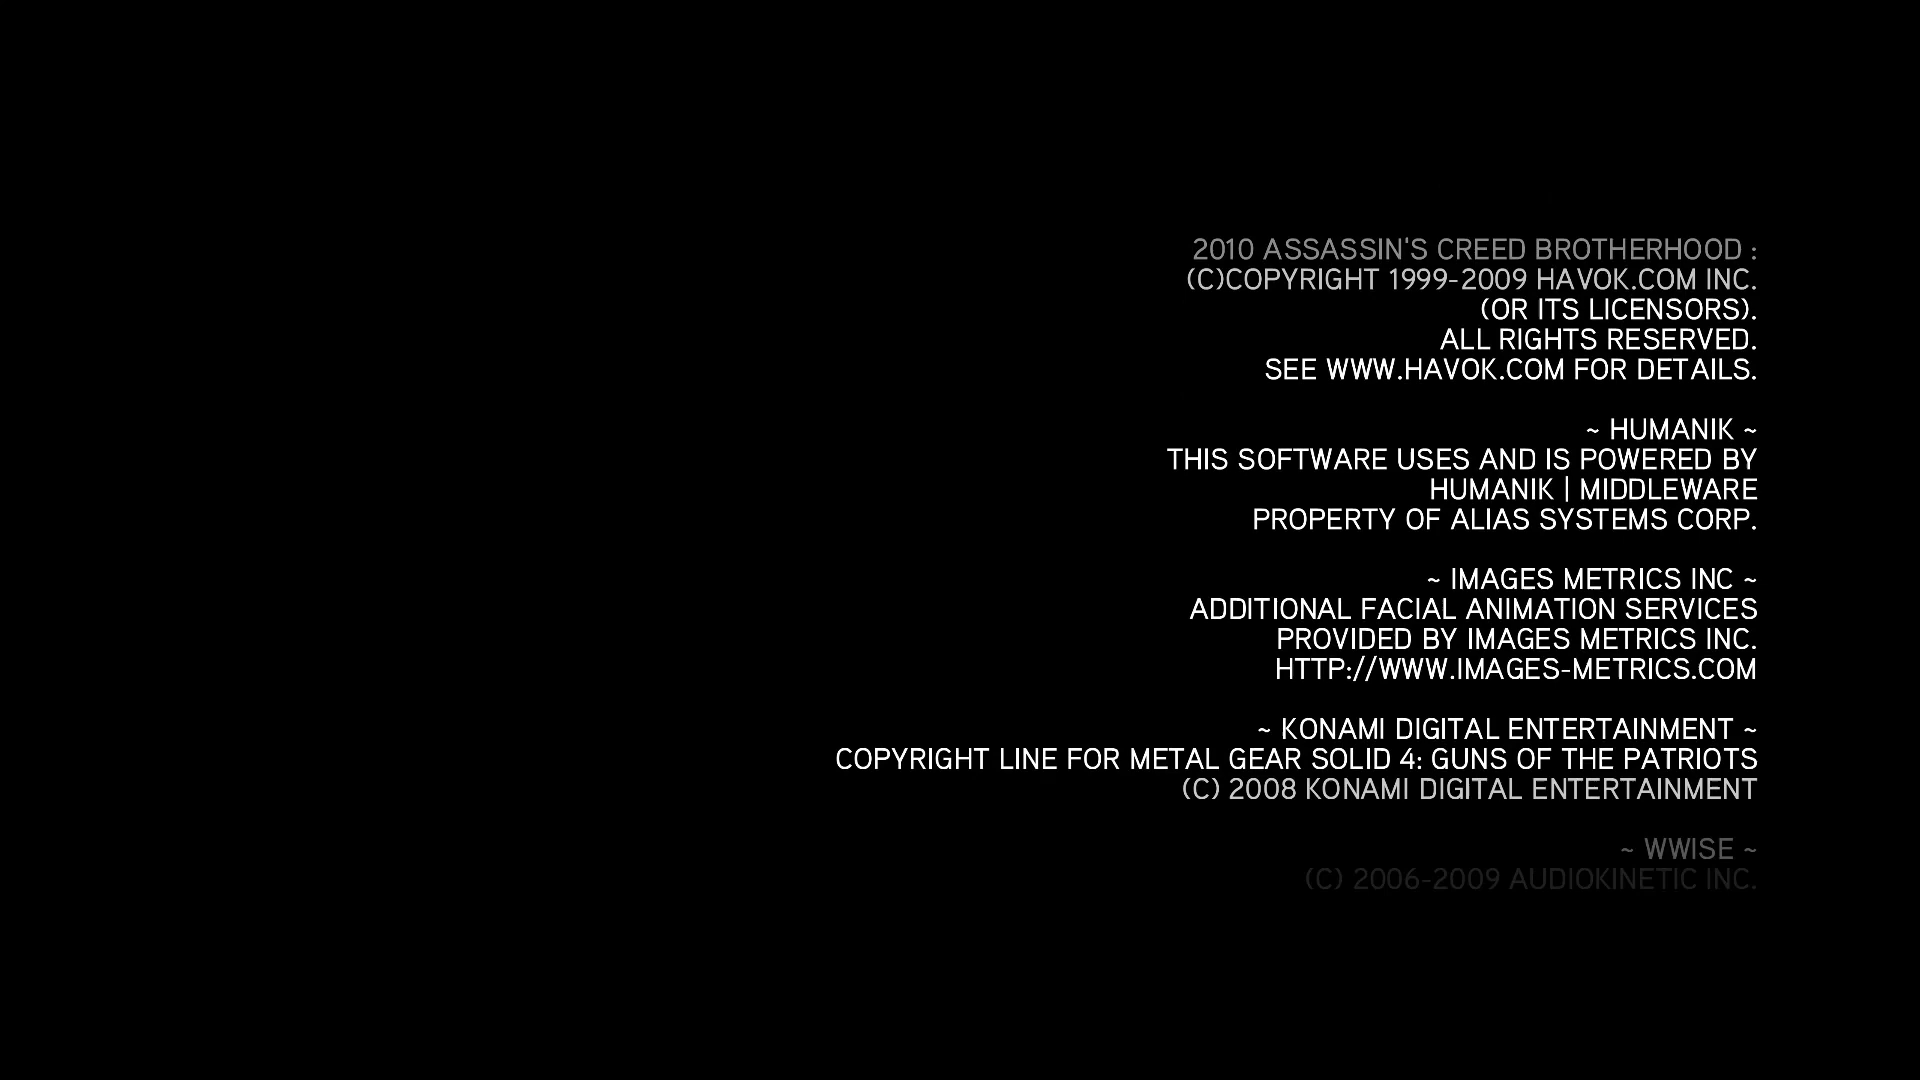 2010 ASSASSIN'S CREED BROTHERHOOD :
(C)COPYRIGHT 1999-2009 HAVOK.COM INC.
(OR ITS LICENSORS).
ALL RIGHTS RESERVED.
SEE WWW.HAVOK.COM FOR DETAILS.
~ HUMANIK ~
THIS SOFTWARE USES AND IS POWERED BY
HUMANIK | MIDDLEWARE
PROPERTY OF ALIAS SYSTEMS CORP.
~ IMAGES METRICS INC ~
ADDITIONAL FACIAL ANIMATION SERVICES
PROVIDED BY IMAGES METRICS INC.
HTTP://WWW.IMAGES-METRICS.COM
~ KONAMI DIGITAL ENTERTAINMENT ~
COPYRIGHT LINE FOR METAL GEAR SOLID 4: GUNS OF THE PATRIOTS
(C) 2008 KONAMI DIGITAL ENTERTAINMENT
~ WWISE ~
(C) 2006-2009 AUDIOKINETIC INC.